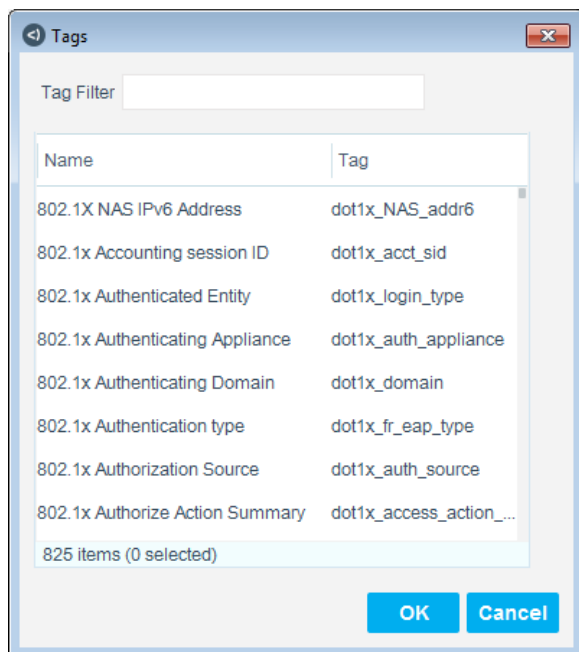 Tags
Tag Filter
Name Tag
802.1X NAS IPv6 Address dot1x_NAS_addr6
802.1x Accounting session ID dot1x_acct_sid
802.1x Authenticated Entity dot1x_login_type
802.1x Authenticating Appliance dot1x_auth_appliance
802.1x Authenticating Domain dot1x_domain
802.1x Authentication type dot1x_fr_eap_type
802.1x Authorization Source dot1x_auth_source
802.1x Authorize Action Summary dot1x_access_action_...
825 items (0 selected)
OK Cancel